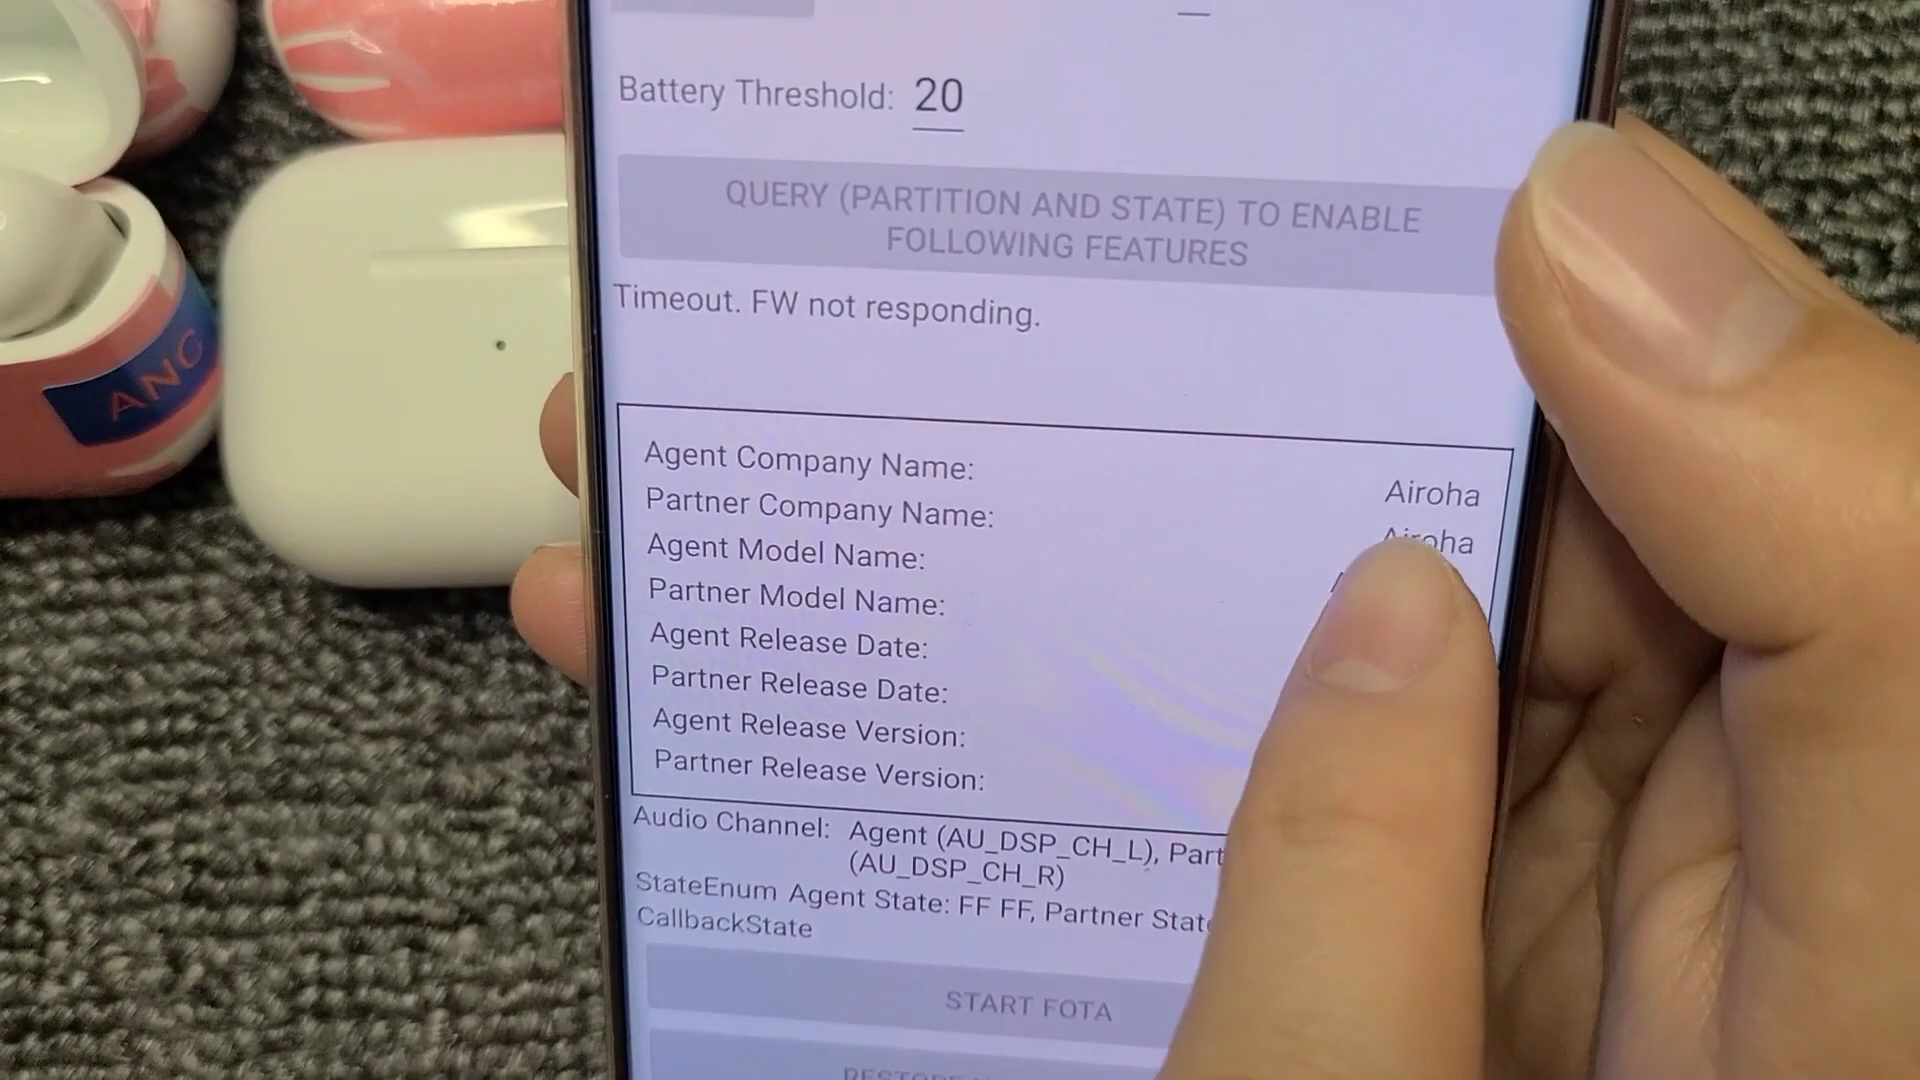 Battery Threshold: 20
QUERY (PARTITION AND STATE) TO ENABLE
FOLLOWING FEATURES
Timeout. FW not responding.
Agent Company Name: Airoha
Partner Company Name: Airoha
Agent Model Name:
Partner Model Name:
Agent Release Date:
Partner Release Date:
Agent Release Version:
Partner Release Version:
Audio Channel: Agent (AU_DSP_CH_L), Part
(AU_DSP_CH_R)
StateEnum Agent State: FF FF, Partner State
CallbackState
START FOTA
ANC